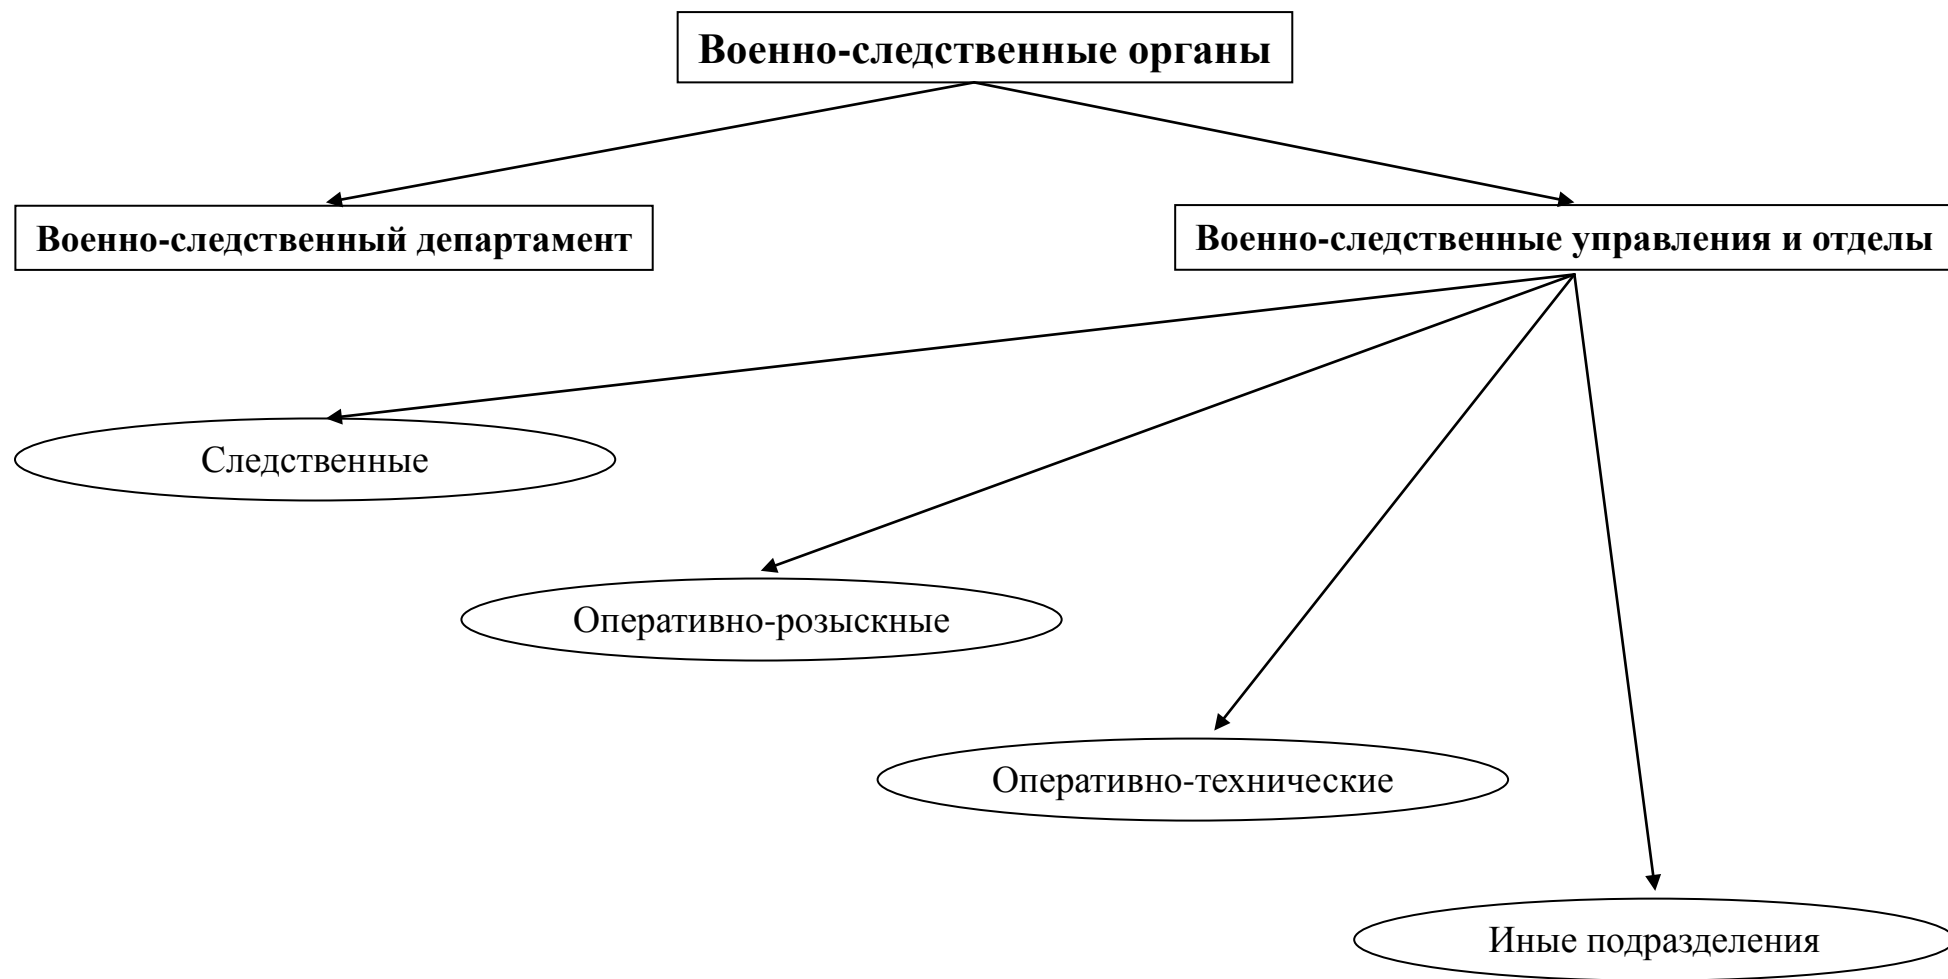 Военно-следственные органы
Военно-следственный департамент
Военно-следственные управления и отделы
Следственные
Оперативно-розыскные
Оперативно-технические
Иные подразделения